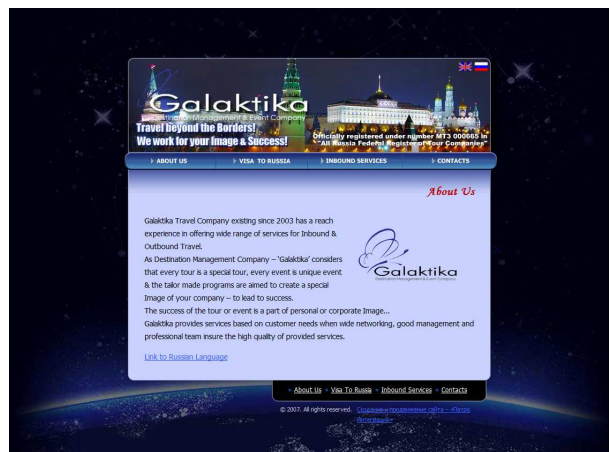 Galaktika
Destination Management & Event Company
Travel beyond the Borders!
We work for your Image & Success!
Officially registered under number MT3 000665 in
"All Russia Federal Register of Tour Companies"
ABOUT US
VISA TO RUSSIA
INBOUND SERVICES
CONTACTS
About Us
Galaktika Travel Company existing since 2003 has a reach
experience in offering wide range of services for Inbound &
Outbound Travel.
As Destination Management Company – 'Galaktika' considers
that every tour is a special tour, every event is unique event
& the tailor made programs are aimed to create a special
Image of your company – to lead to success.
The success of the tour or event is a part of personal or corporate Image...
Galaktika provides services based on customer needs when wide networking, good management and
professional team insure the high quality of provided services.
Galaktika
Destination Management & Event Company
Link to Russian Language
About Us Visa To Russia Inbound Services Contacts
© 2007. All rights reserved. Создание и продвижение сайта – «Патри
Интеграция»